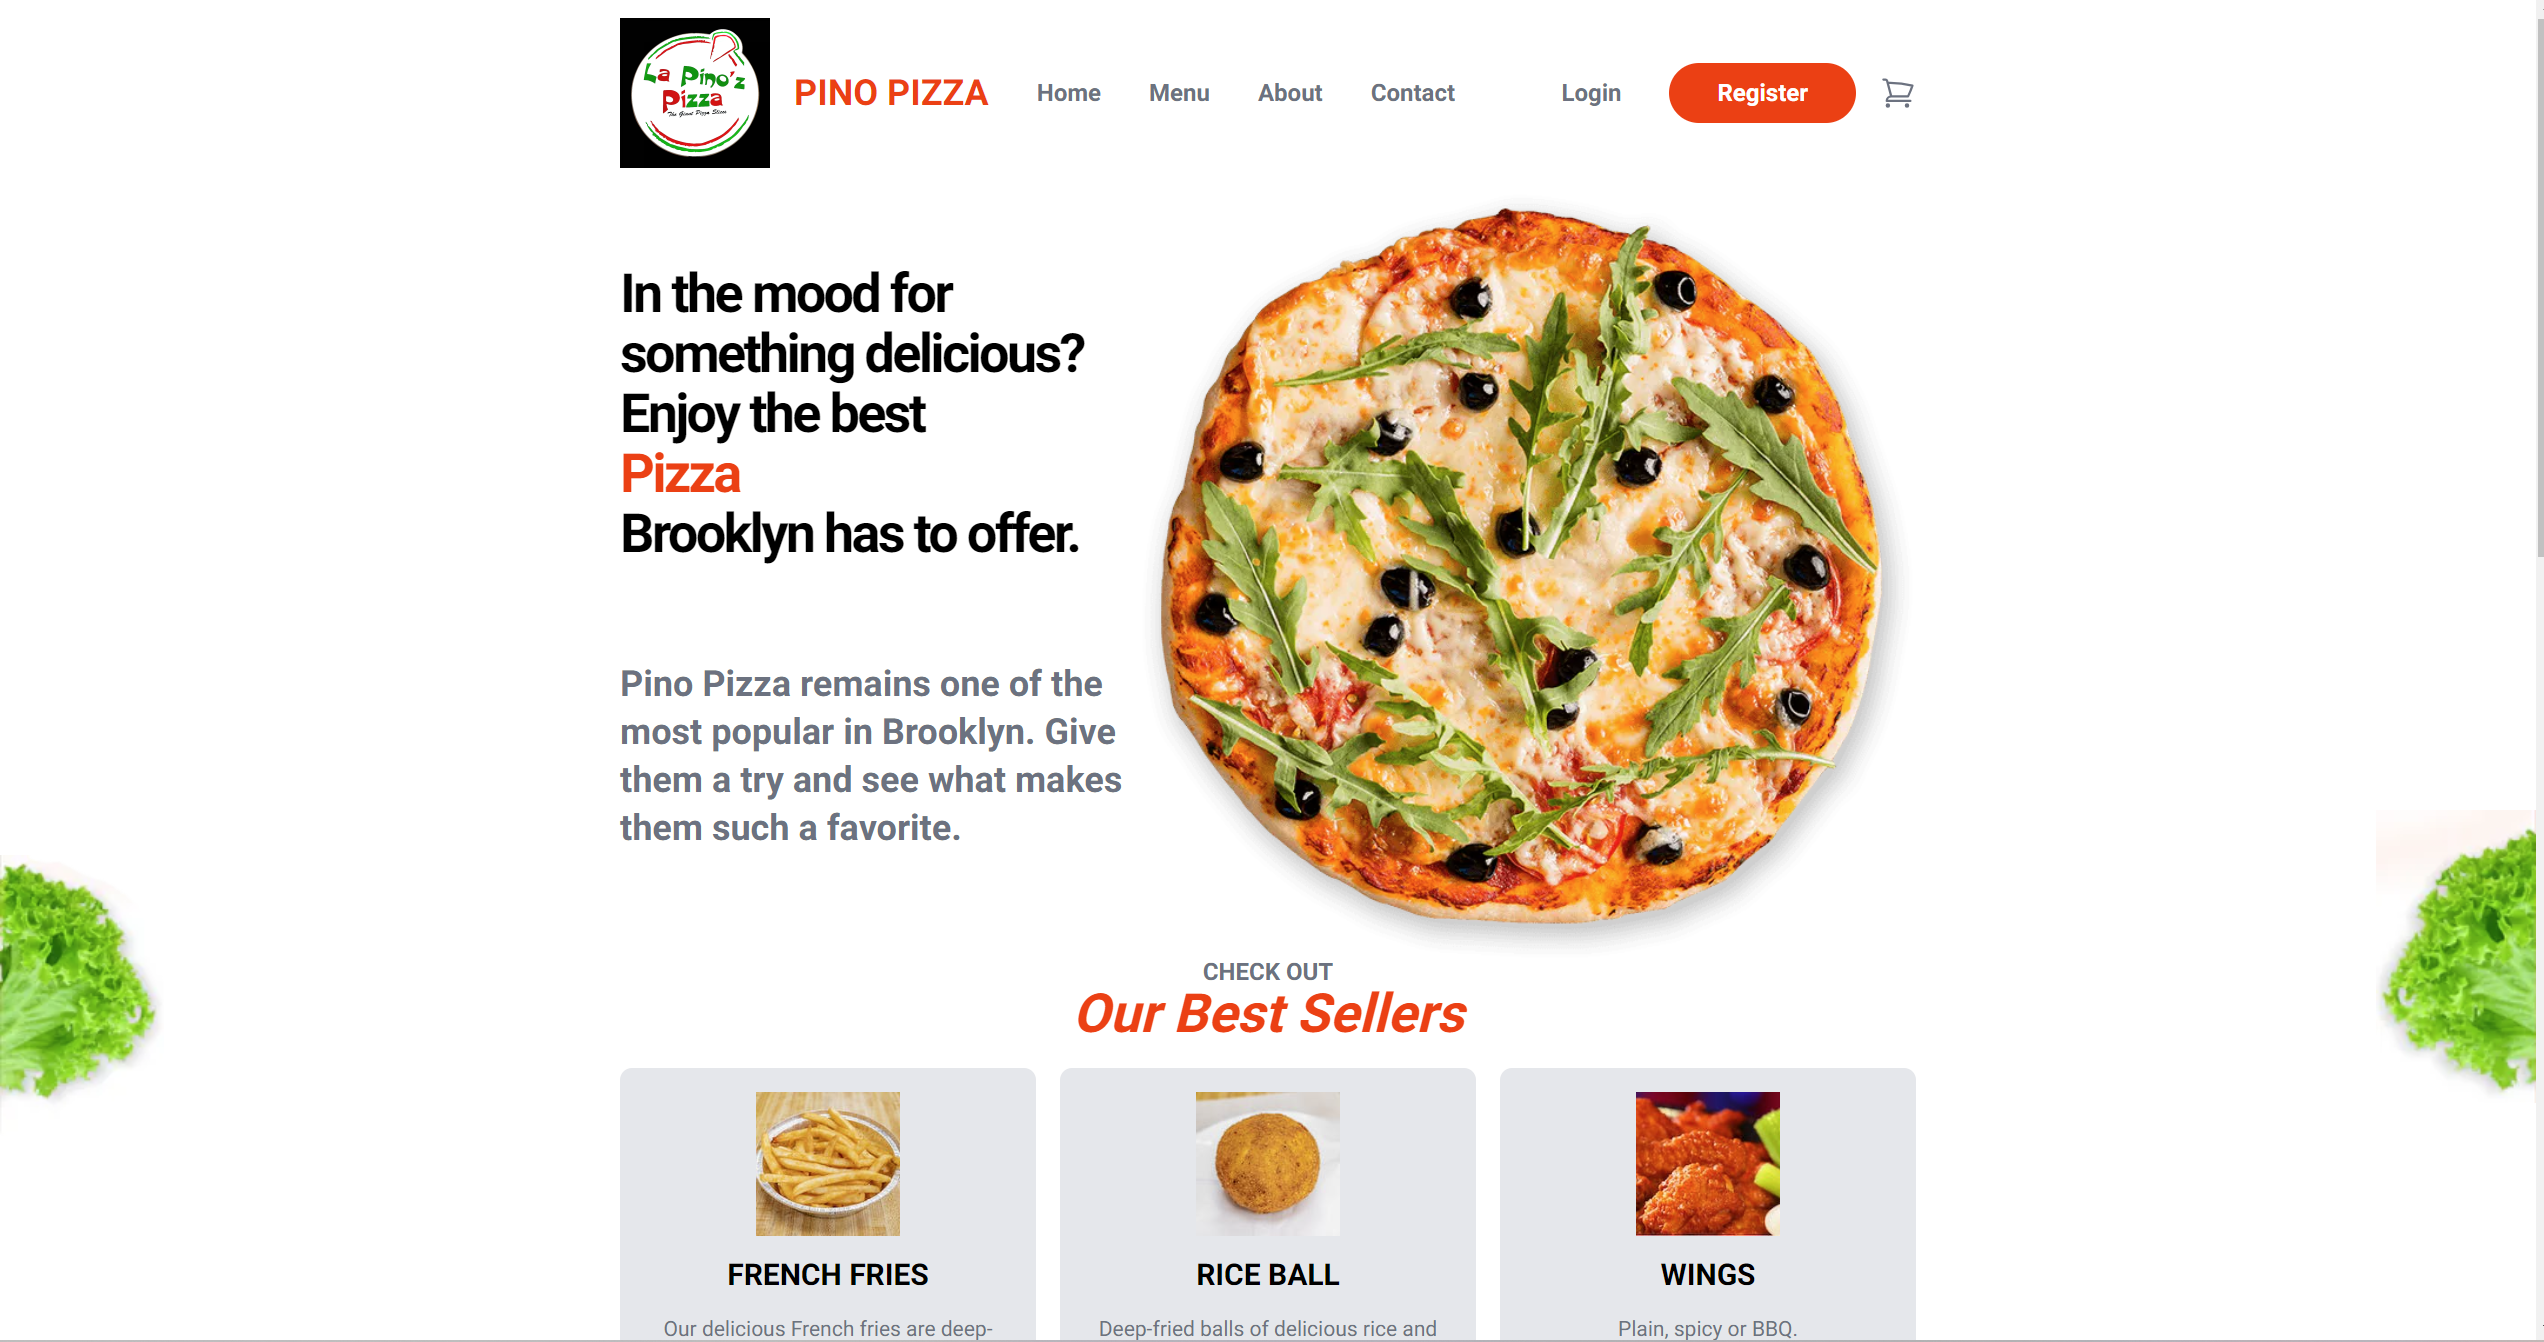 La Pino'z
Pizza
The Giant Pizza Slices
PINO PIZZA
Home
Menu
About
Contact
Login
Register
In the mood for
something delicious?
Enjoy the best
Pizza
Brooklyn has to offer.
Pino Pizza remains one of the
most popular in Brooklyn. Give
them a try and see what makes
them such a favorite.
CHECK OUT
Our Best Sellers
FRENCH FRIES
Our delicious French fries are deep-
RICE BALL
Deep-fried balls of delicious rice and
WINGS
Plain, spicy or BBQ.